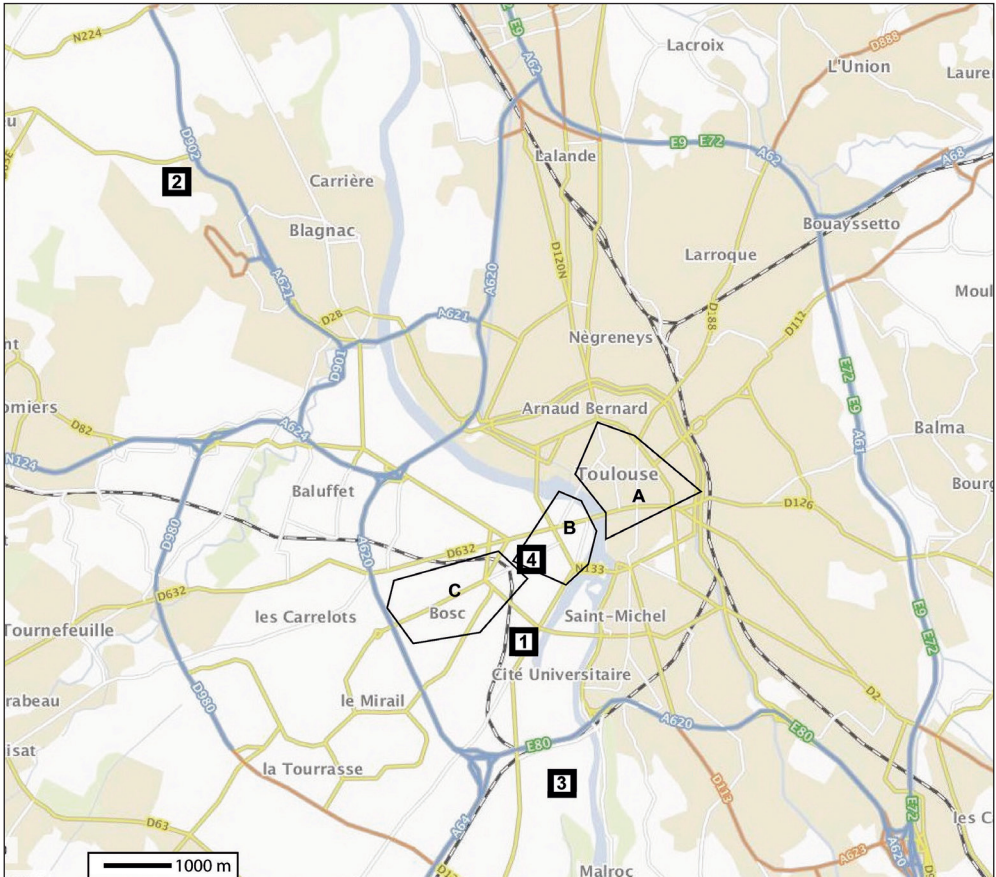 E9
N224
Lacroix
D888
A62
L'Union
Laure
eu
E9 E72
A62
D902
Lalande
A68
Carrière
2
Bouayssetto
Blagnac
D120N
Larroque
A620
A621
Moul
D188
D28
A621
D112
nt
Nègreneys
D901
E72
omiers
Arnaud Bernard
E9
D82
A624
Balma
A61
N124
Toulouse
Baluffet
A
Bourg
D126
D980
B
A620
D632
4
N133
D632
C
les Carrelots
Bosc
Saint-Michel
E9
Tournefeuille
1
E72
Cité Universitaire
rabeau
D980
le Mirail
D2
A620
isat
E80
E80
la Tourrasse
3
D113
E72
D63
A64
les C
A623
A620
1000 m
Malroc